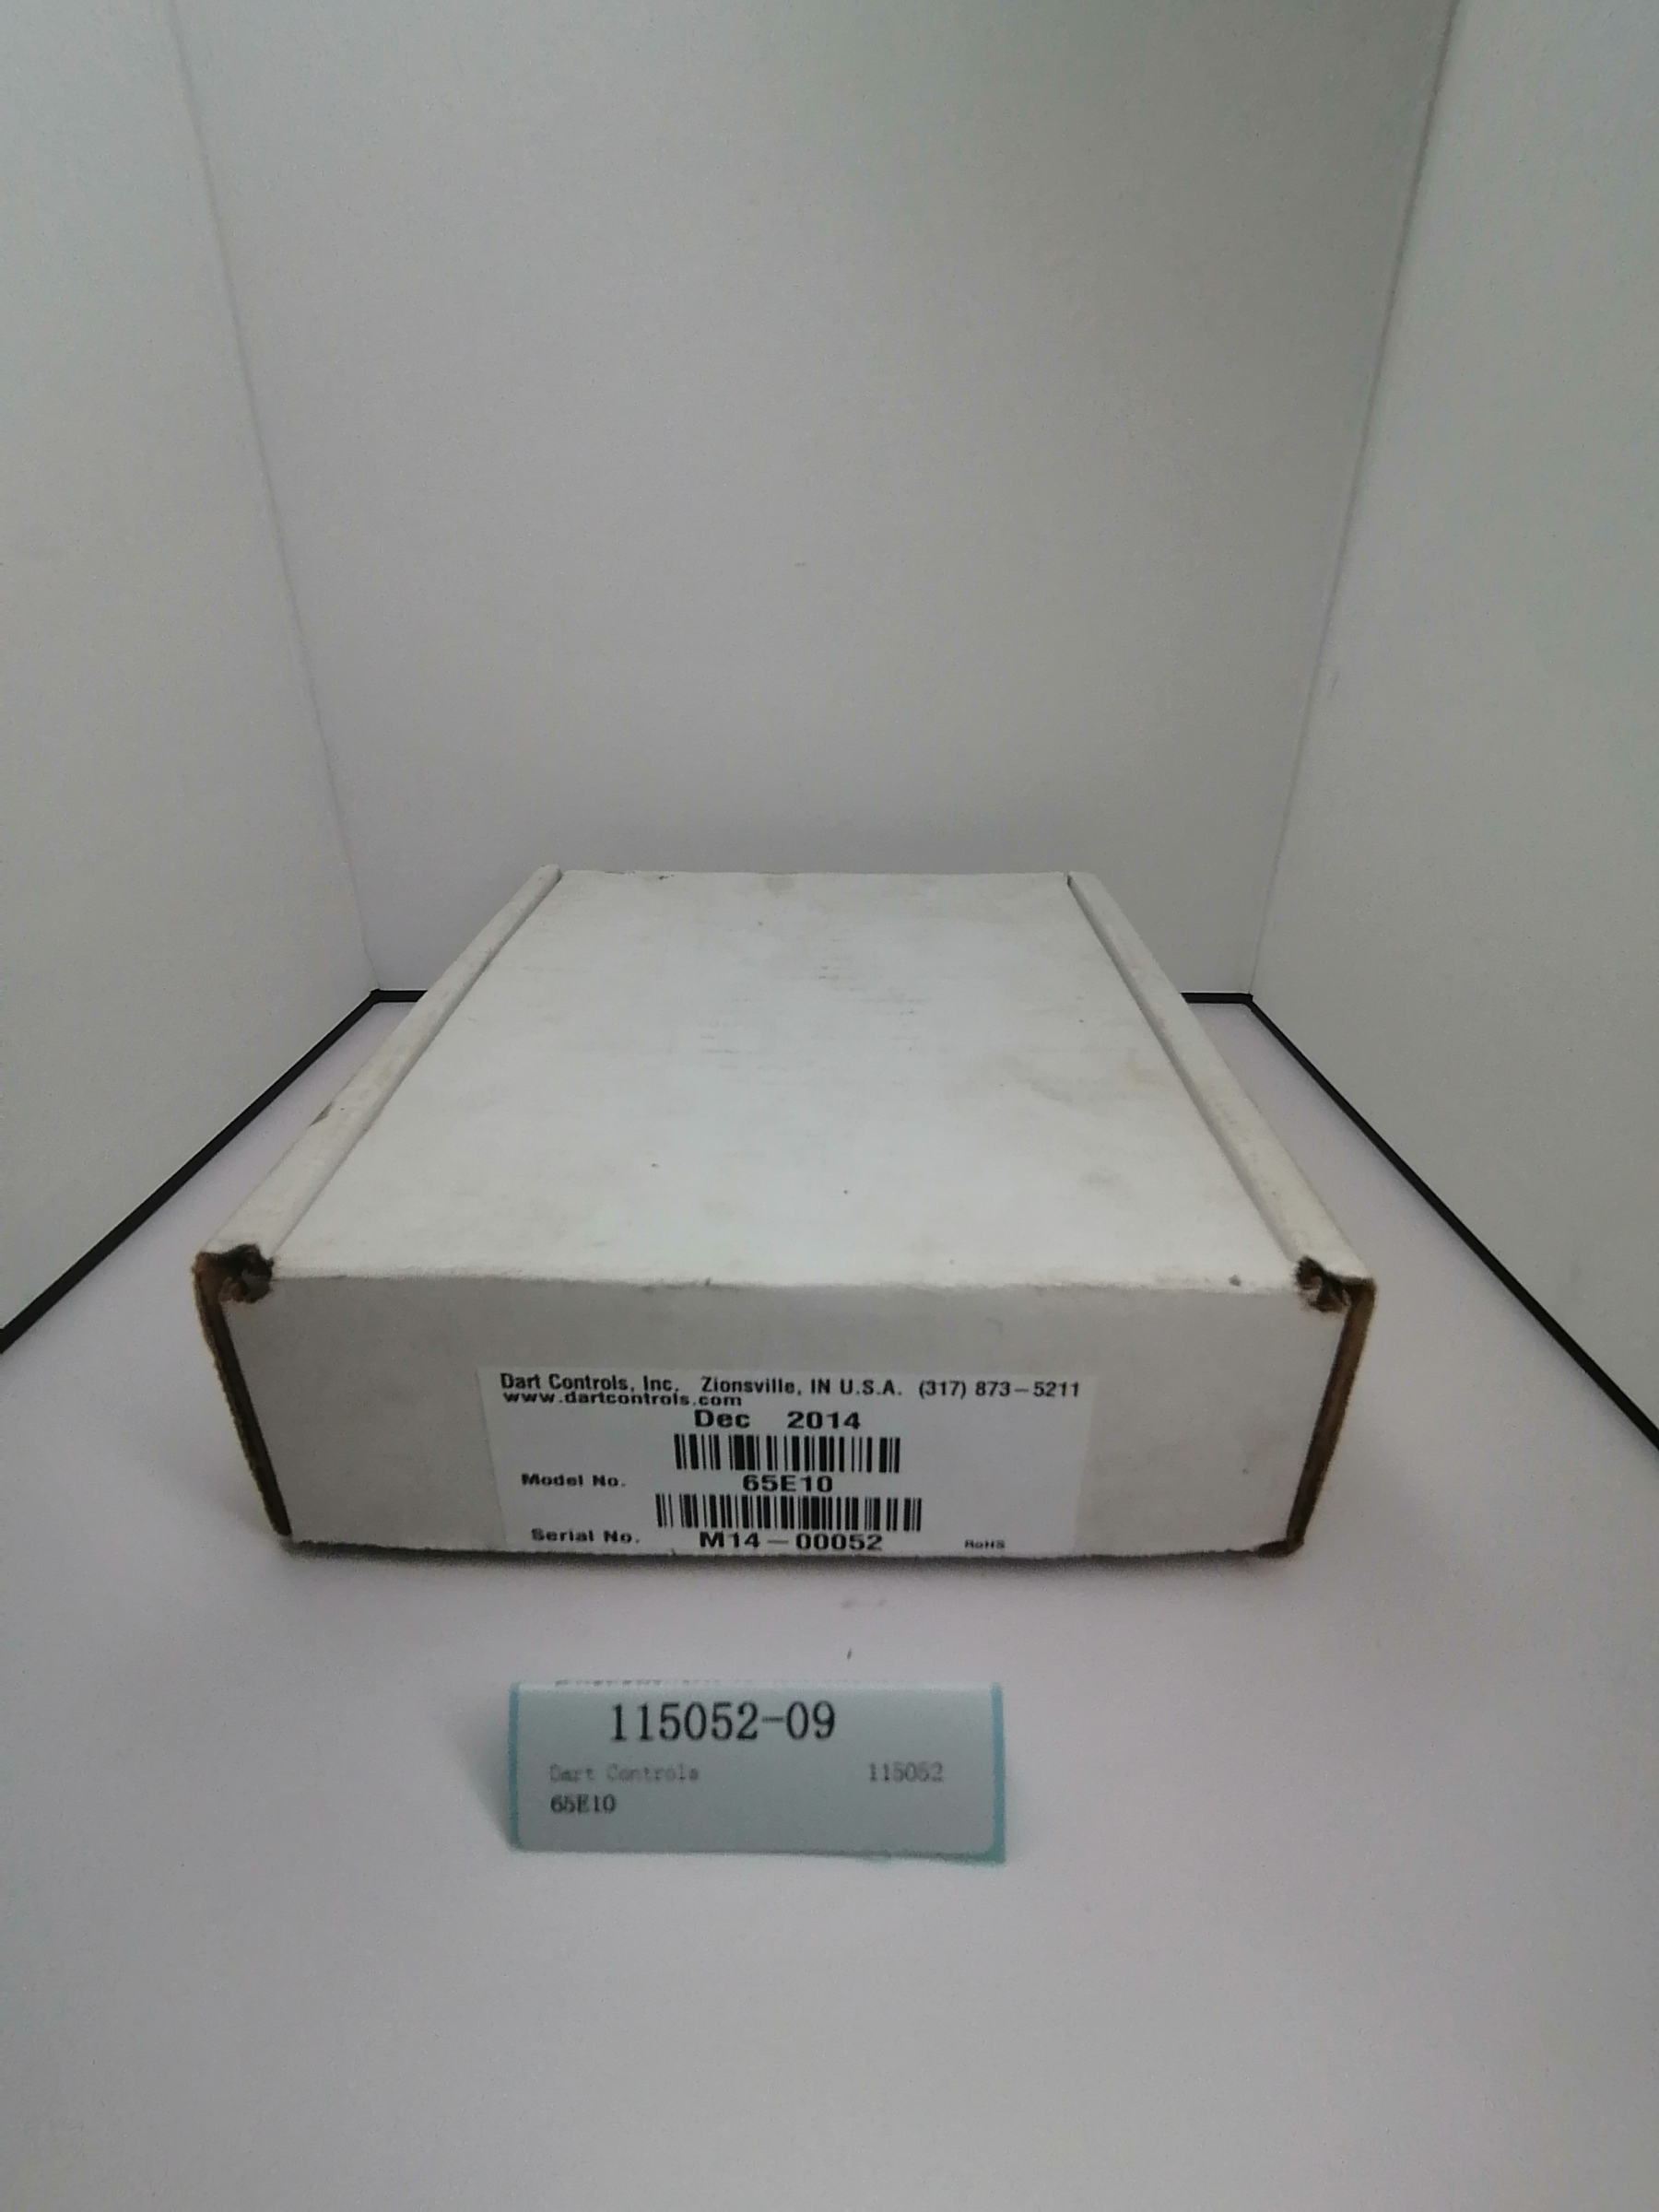 Dart Controls, Inc. Zionsville, IN U.S.A. (317) 873-5211
www.dartcontrols.com
Dec 2014
Model No. 65E10
Serial No. M14-00052 RoHS
115052-09
Dart Controls 115052
65E10